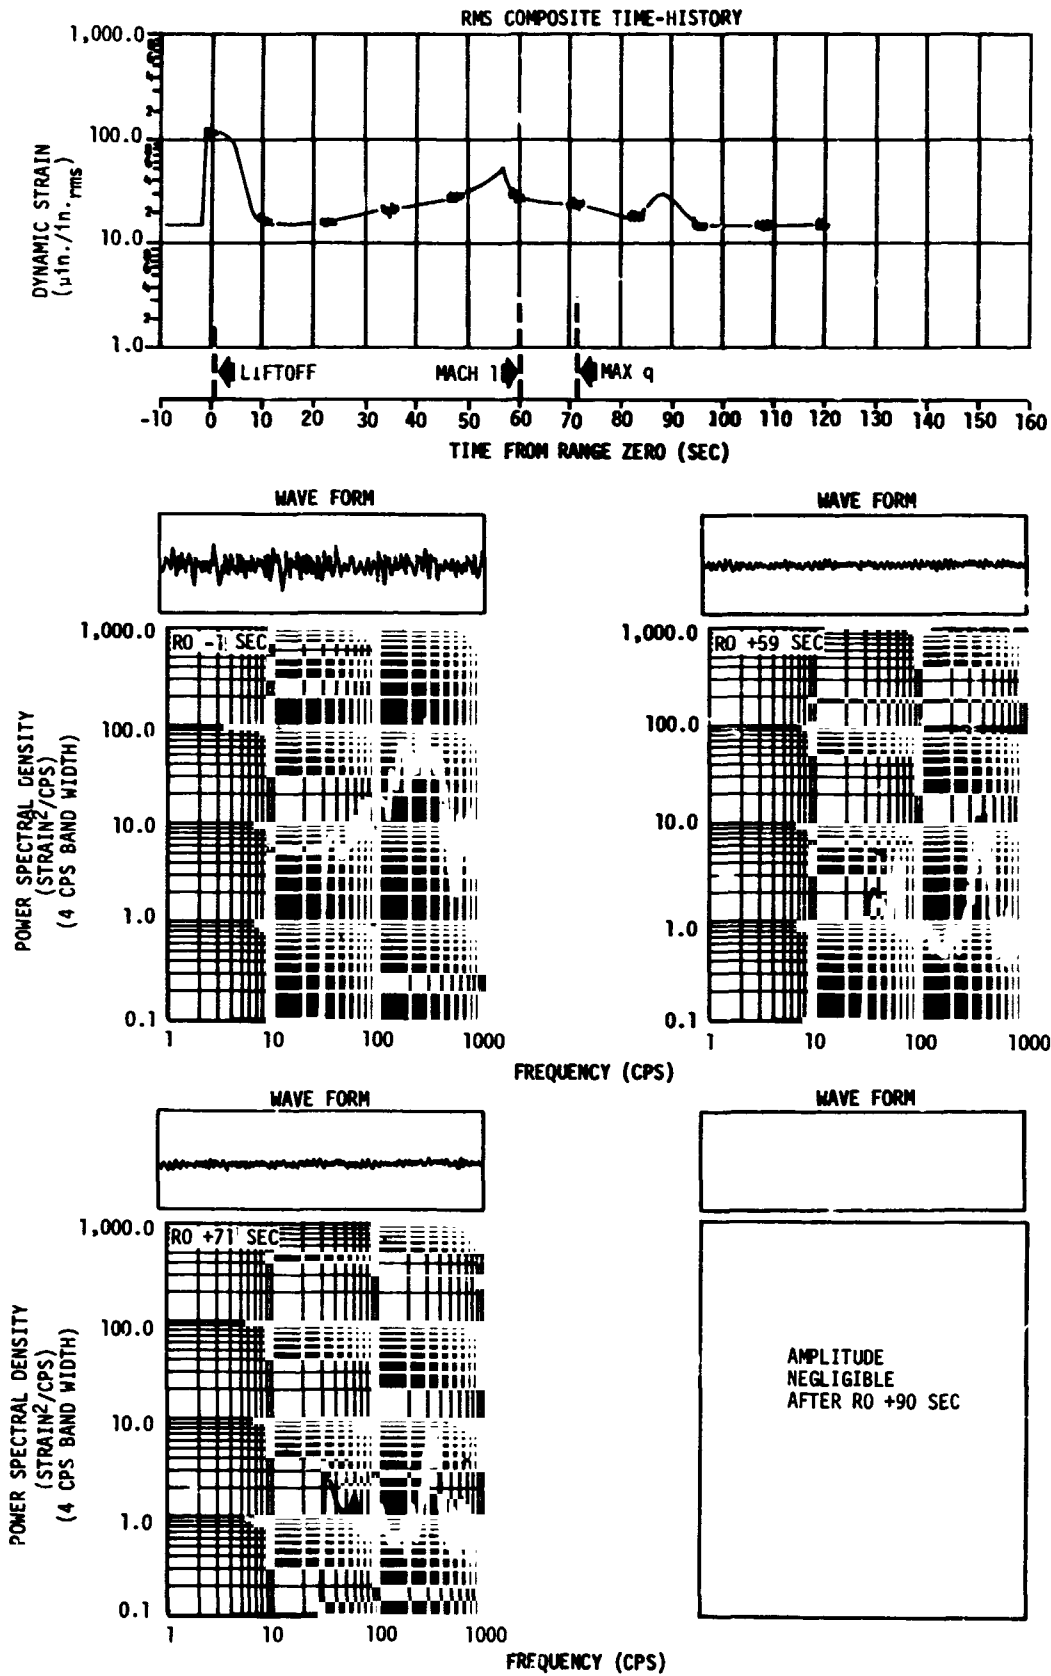 RMS COMPOSITE TIME-HISTORY
1,000.0
100.0
10.0
1.0
DYNAMIC STRAIN
(μin./in.rms)
LIFTOFF
MACH 1
MAX q
-10 0 10 20 30 40 50 60 70 80 90 100 110 120 130 140 150 160
TIME FROM RANGE ZERO (SEC)
WAVE FORM
WAVE FORM
RO -1 SEC
1,000.0
100.0
10.0
1.0
0.1
POWER SPECTRAL DENSITY
(STRAIN²/CPS)
(4 CPS BAND WIDTH)
1 10 100 1000
RO +59 SEC
1,000.0
100.0
10.0
1.0
0.1
1 10 100 1000
FREQUENCY (CPS)
WAVE FORM
WAVE FORM
RO +71 SEC
1,000.0
100.0
10.0
1.0
0.1
POWER SPECTRAL DENSITY
(STRAIN²/CPS)
(4 CPS BAND WIDTH)
1 10 100 1000
AMPLITUDE
NEGLIGIBLE
AFTER RO +90 SEC
FREQUENCY (CPS)